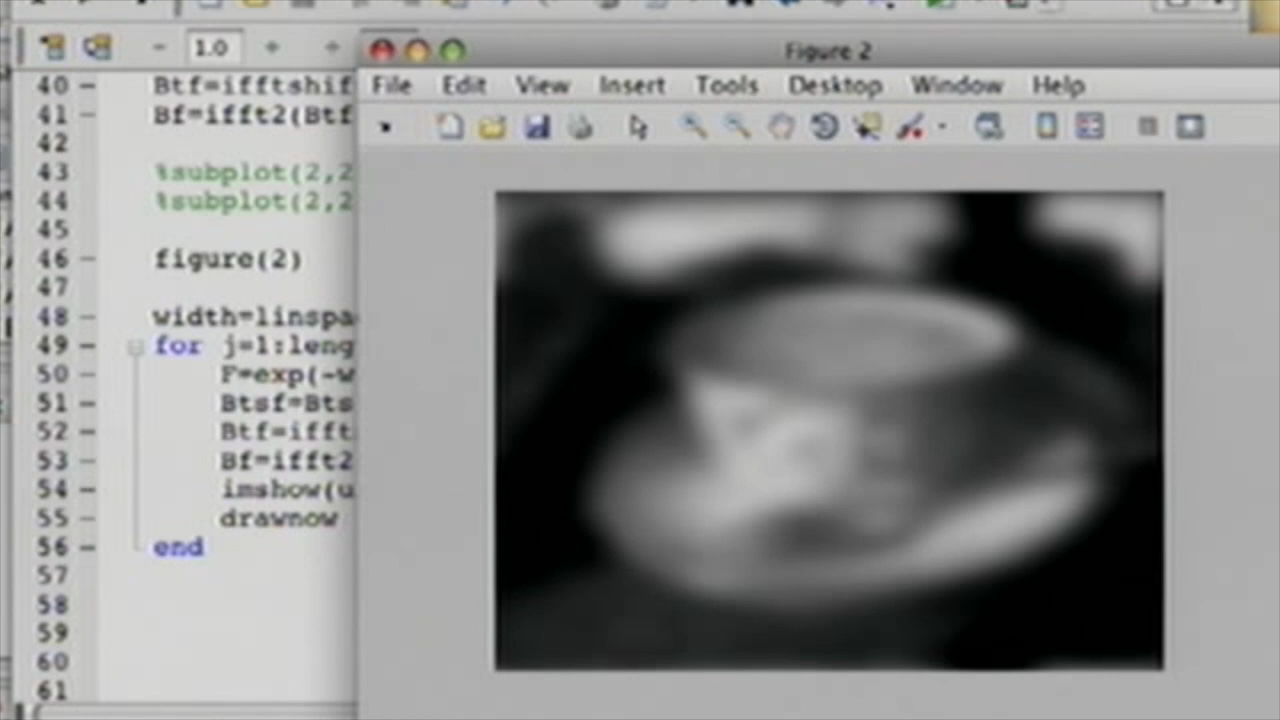 1.0
Figure 2
File Edit View Insert Tools Desktop Window Help
40 Btf=ifftshif
41 Bf=ifft2(Btf
42
43 %subplot(2,2
44 %subplot(2,2
45
46 figure(2)
47
48 width=linspa
49 for j=1:leng
50 F=exp(-w
51 Btsf=Bts
52 Btf=ifft
53 Bf=ifft2
54 imshow(u
55 drawnow
56 end
57
58
59
60
61